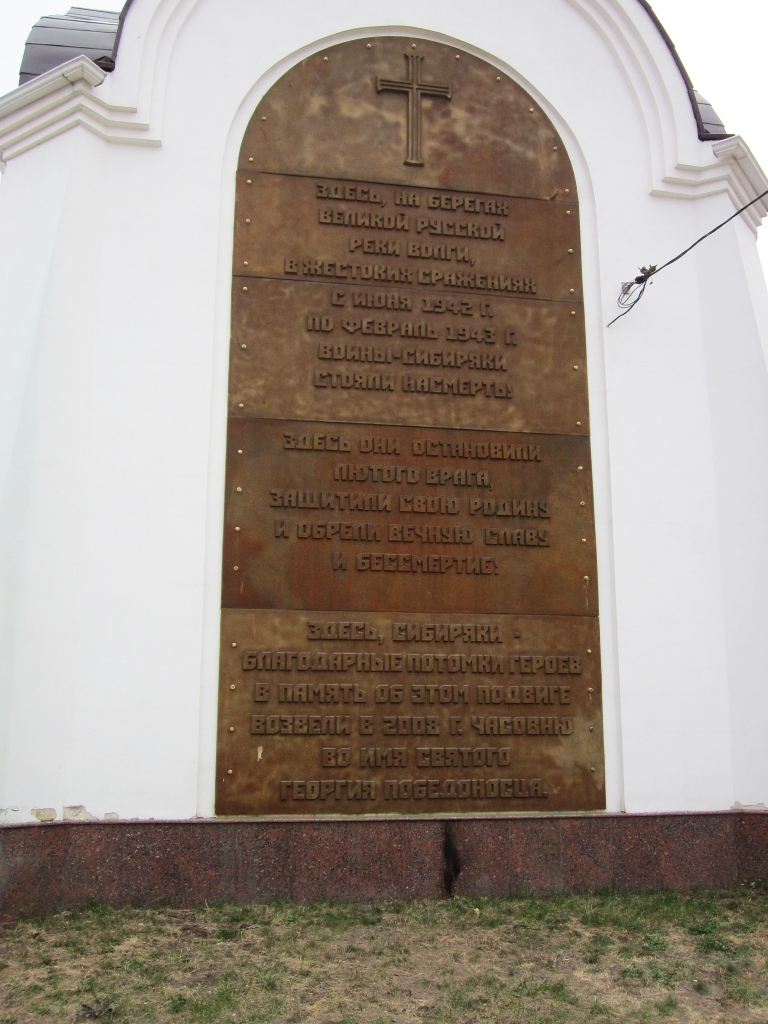 ЗДЕСЬ, НА БЕРЕГАХ
ВЕЛИКОЙ РУССКОЙ
РЕКИ ВОЛГИ,
В ЖЕСТОКИХ СРАЖЕНИЯХ
С ИЮНЯ 1942 Г.
ПО ФЕВРАЛЬ 1943 Г.
ВОИНЫ-СИБИРЯКИ
СТОЯЛИ НАСМЕРТЬ!
ЗДЕСЬ ОНИ ОСТАНОВИЛИ
ЛЮТОГО ВРАГА,
ЗАЩИТИЛИ СВОЮ РОДИНУ
И ОБРЕЛИ ВЕЧНУЮ СЛАВУ
И БЕССМЕРТИЕ!
ЗДЕСЬ, СИБИРЯКИ -
БЛАГОДАРНЫЕ ПОТОМКИ ГЕРОЕВ
В ПАМЯТЬ ОБ ЭТОМ ПОДВИГЕ
ВОЗВЕЛИ В 2008 Г. ЧАСОВНЮ
ВО ИМЯ СВЯТОГО
ГЕОРГИЯ ПОБЕДОНОСЦА.